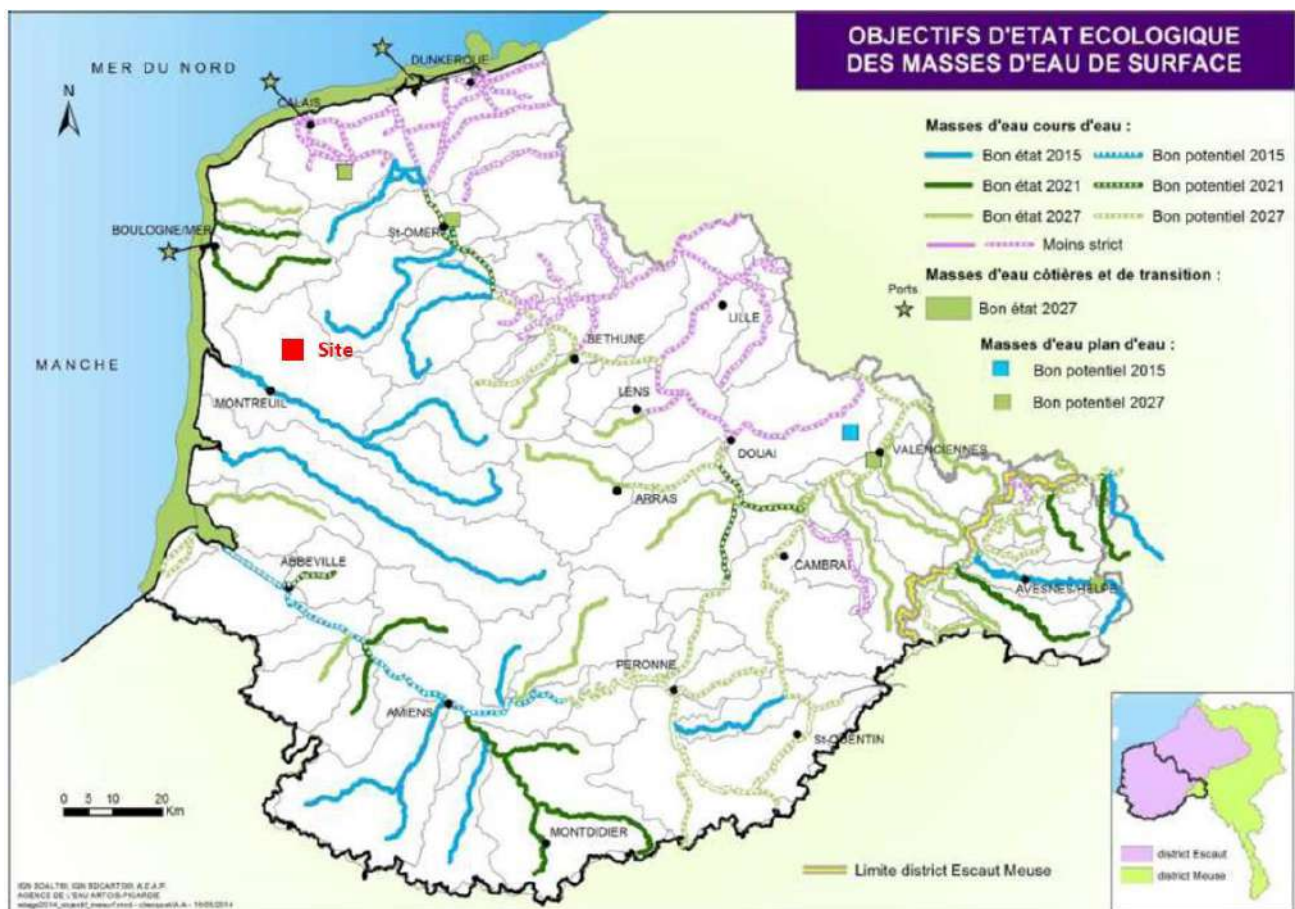 OBJECTIFS D'ETAT ECOLOGIQUE
DES MASSES D'EAU DE SURFACE
MER DU NORD
N
DUNKERQUE
CALAIS
BOULOGNE/MER
St-OMER
Site
MANCHE
MONTREUIL
BETHUNE
LILLE
LENS
DOUAI
VALENCIENNES
ARRAS
CAMBRAI
AVESNES/HELPE
ABBEVILLE
PERONNE
AMIENS
St-QUENTIN
MONTDIDIER
Masses d'eau cours d'eau :
Bon état 2015
Bon potentiel 2015
Bon état 2021
Bon potentiel 2021
Bon état 2027
Bon potentiel 2027
Moins strict
Masses d'eau côtières et de transition :
Ports
Bon état 2027
Masses d'eau plan d'eau :
Bon potentiel 2015
Bon potentiel 2027
0 5 10 20
Km
Limite district Escaut Meuse
district Escaut
district Meuse
AGENCE DE L'EAU ARTOIS-PICARDIE